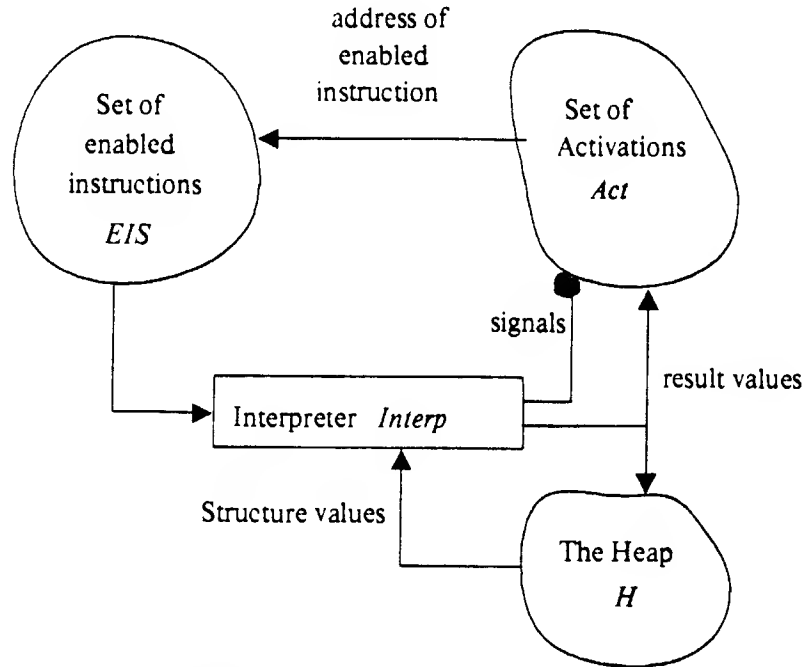 address of
enabled
instruction
Set of
enabled
instructions
EIS
Set of
Activations
Act
signals
result values
Interpreter Interp
Structure values
The Heap
H